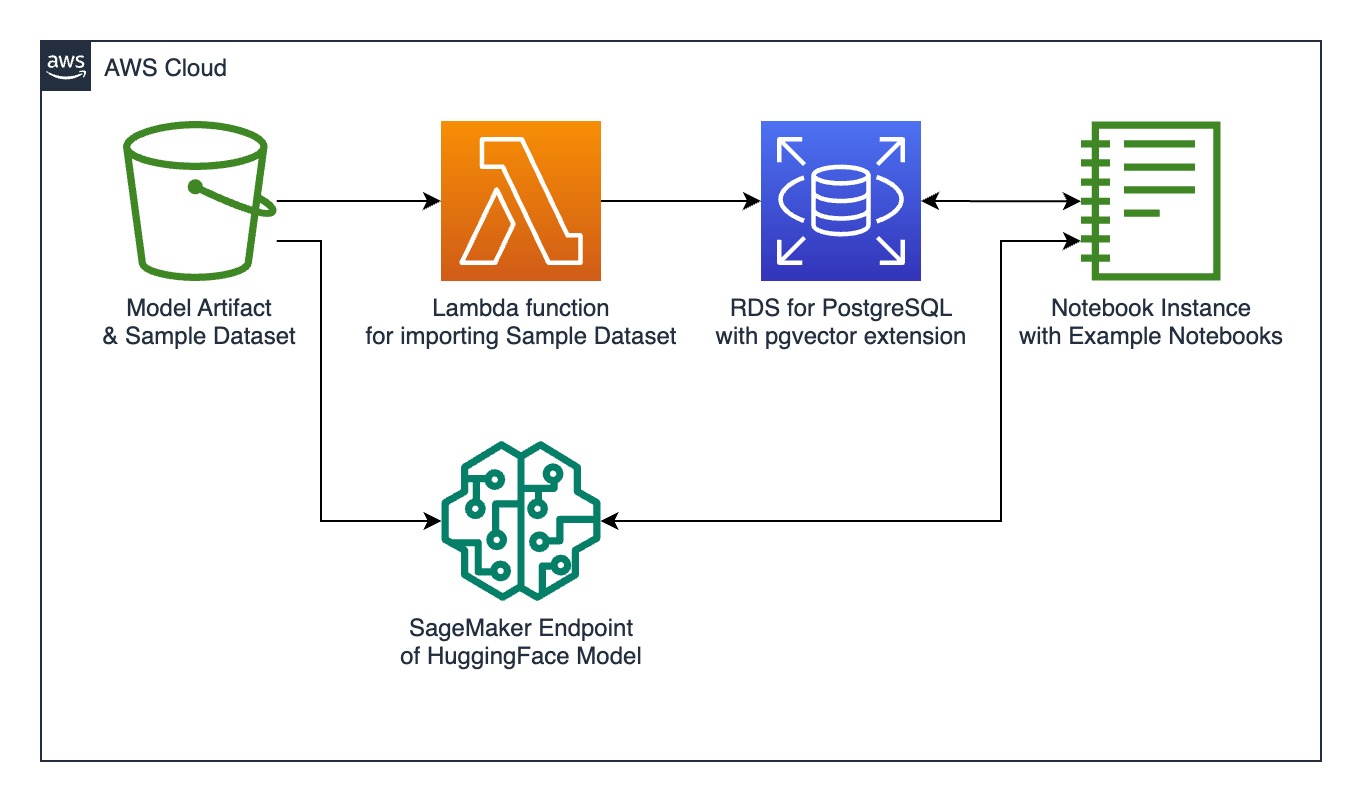 aws
AWS Cloud
Model Artifact
& Sample Dataset
Lambda function
for importing Sample Dataset
RDS for PostgreSQL
with pgvector extension
Notebook Instance
with Example Notebooks
SageMaker Endpoint
of HuggingFace Model